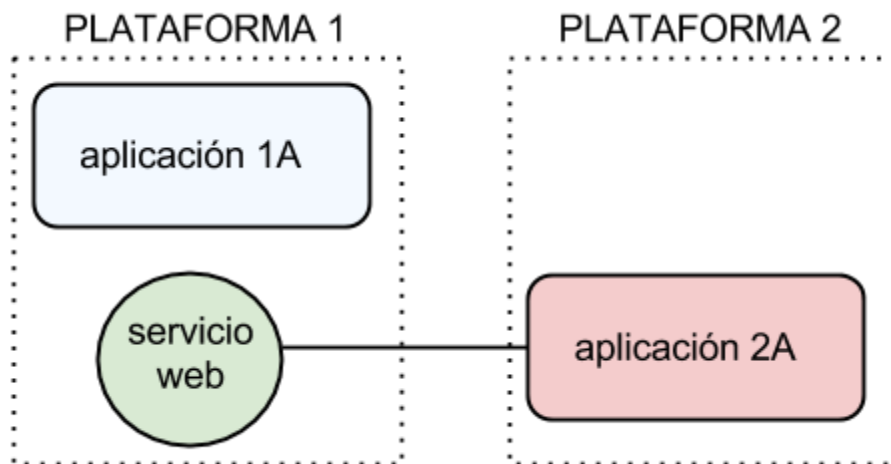 PLATAFORMA 1
PLATAFORMA 2
aplicación 1A
servicio
web
aplicación 2A